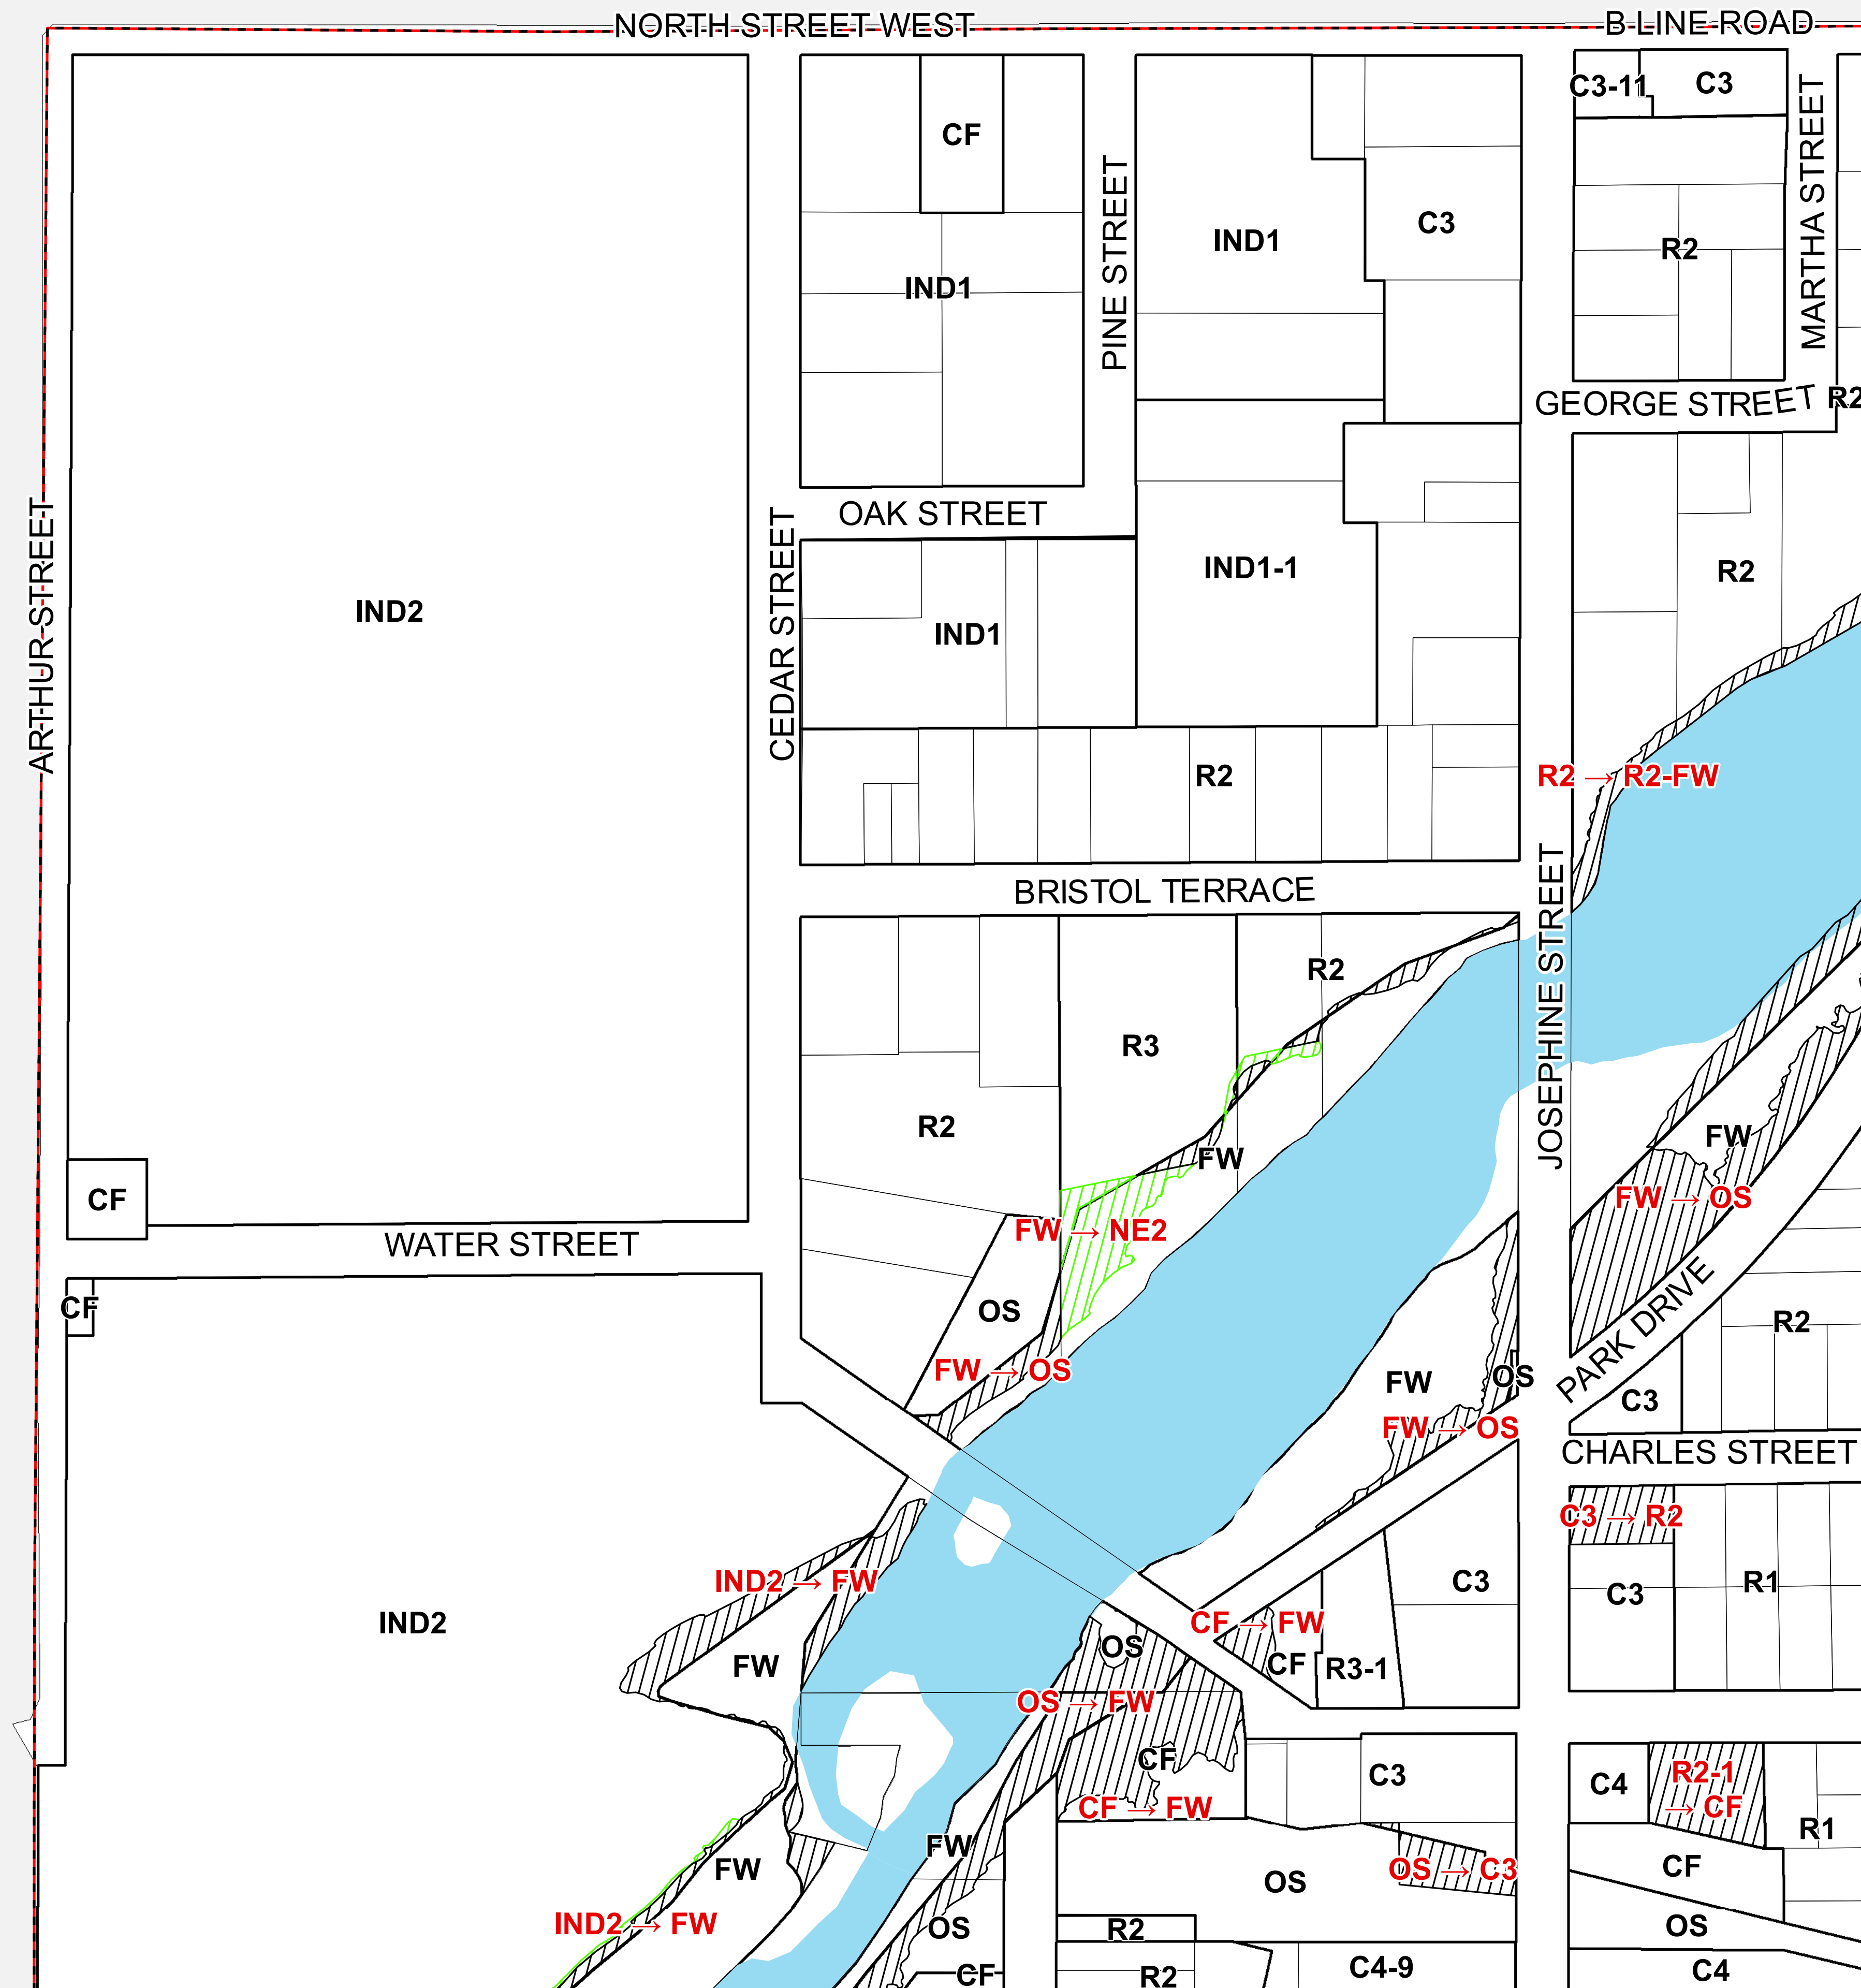 NORTH STREET WEST
B LINE ROAD
C3-11
C3
CF
MARTHA STREET
PINE STREET
IND1
C3
R2
IND1
GEORGE STREET
R2
OAK STREET
ARTHUR STREET
IND2
CEDAR STREET
IND1
IND1-1
R2
R2
R2 → R2-FW
BRISTOL TERRACE
JOSEPHINE STREET
R2
R3
R2
FW
FW
CF
FW → OS
FW → NE2
WATER STREET
CF
OS
R2
PARK DRIVE
FW → OS
FW
OS
C3
FW → OS
CHARLES STREET
C3 → R2
IND2 → FW
C3
R1
C3
IND2
CF → FW
OS
FW
CF
R3-1
OS → FW
CF
C3
C4
R2-1
→ CF
CF → FW
R1
FW
FW
OS → C3
CF
OS
IND2 → FW
OS
R2
OS
CF
R2
C4-9
C4